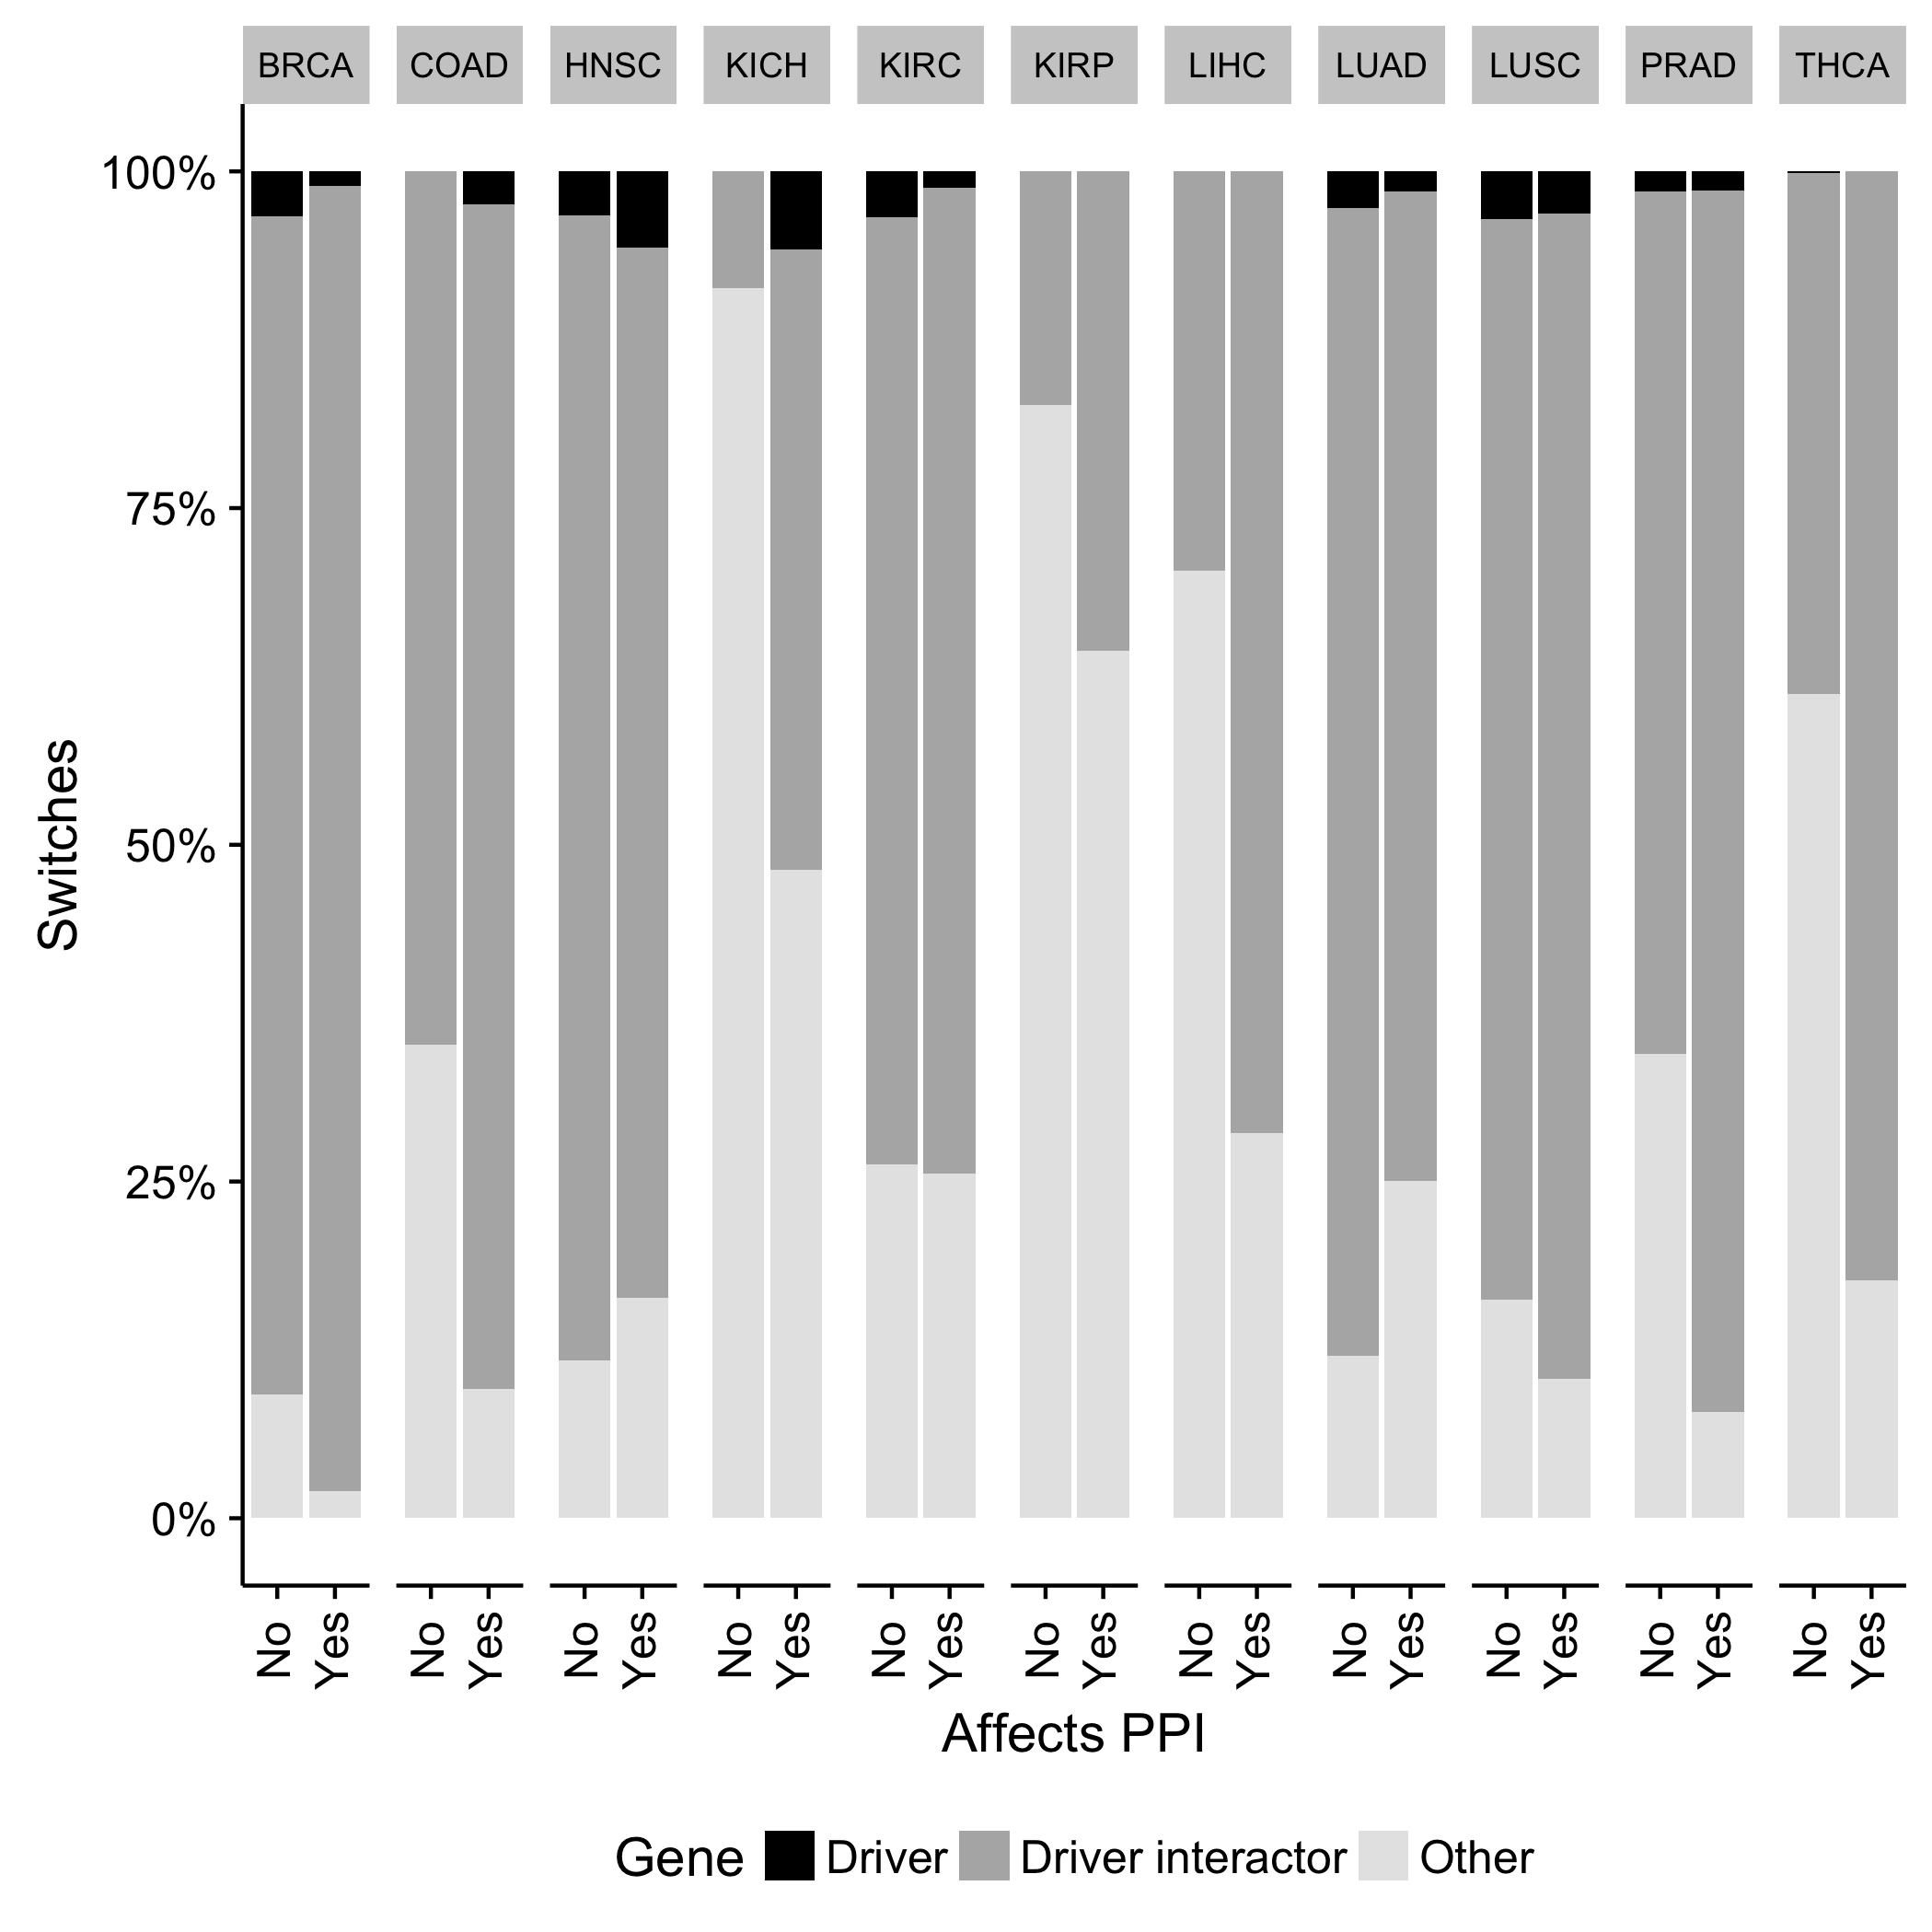 BRCA COAD HNSC KICH KIRC KIRP LIHC LUAD LUSC PRAD THCA
100%
75%
50%
25%
0%
Switches
No Yes No Yes No Yes No Yes No Yes No Yes No Yes No Yes No Yes No Yes No Yes
Affects PPI
Gene Driver Driver interactor Other